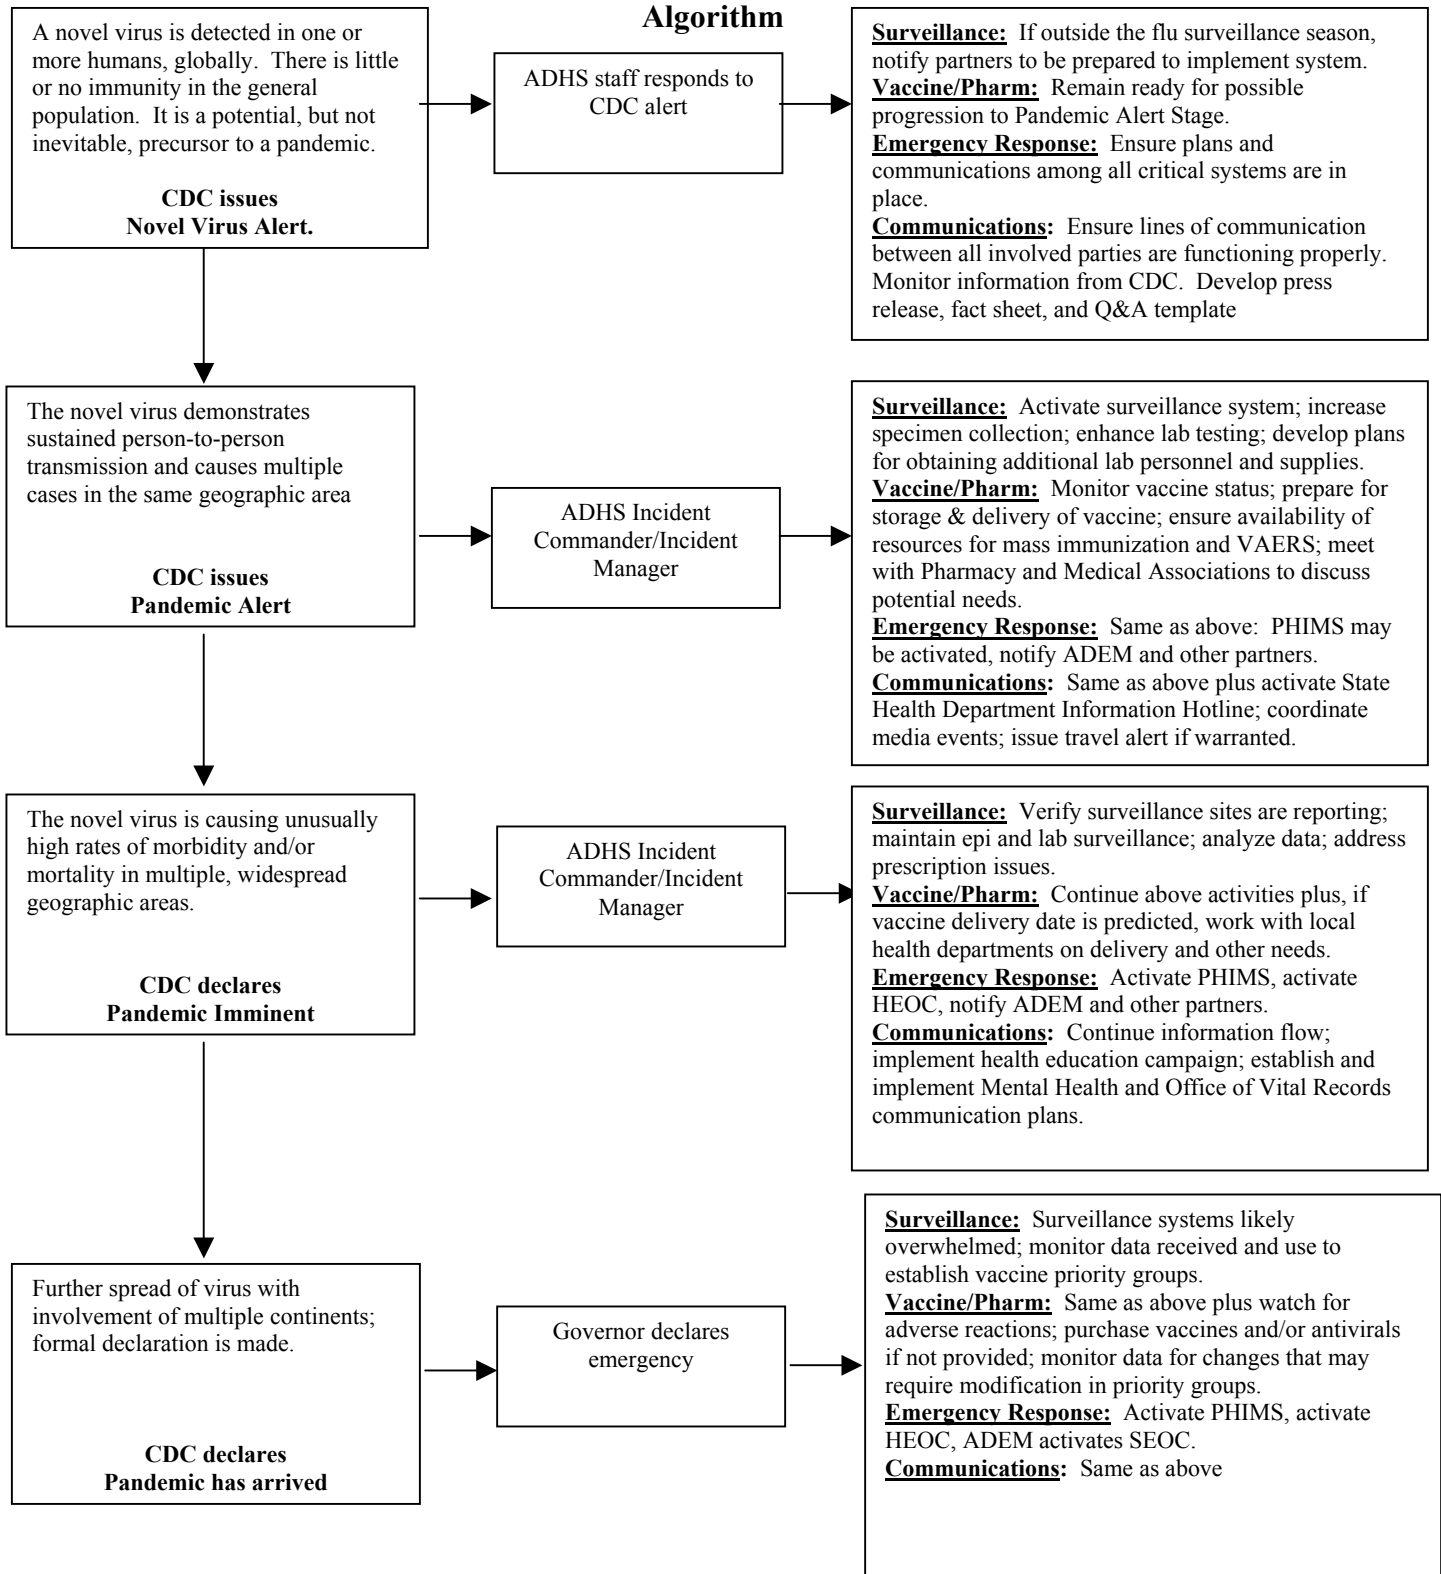 Algorithm
A novel virus is detected in one or
more humans, globally.  There is little
or no immunity in the general
population.  It is a potential, but not
inevitable, precursor to a pandemic.
CDC issues
Novel Virus Alert.
ADHS staff responds to
CDC alert
Surveillance:  If outside the flu surveillance season,
notify partners to be prepared to implement system.
Vaccine/Pharm:  Remain ready for possible
progression to Pandemic Alert Stage.
Emergency Response:  Ensure plans and
communications among all critical systems are in
place.
Communications:  Ensure lines of communication
between all involved parties are functioning properly.
Monitor information from CDC.  Develop press
release, fact sheet, and Q&A template
The novel virus demonstrates
sustained person-to-person
transmission and causes multiple
cases in the same geographic area
CDC issues
Pandemic Alert
ADHS Incident
Commander/Incident
Manager
Surveillance:  Activate surveillance system; increase
specimen collection; enhance lab testing; develop plans
for obtaining additional lab personnel and supplies.
Vaccine/Pharm:  Monitor vaccine status; prepare for
storage & delivery of vaccine; ensure availability of
resources for mass immunization and VAERS; meet
with Pharmacy and Medical Associations to discuss
potential needs.
Emergency Response:  Same as above:  PHIMS may
be activated, notify ADEM and other partners.
Communications:  Same as above plus activate State
Health Department Information Hotline; coordinate
media events; issue travel alert if warranted.
The novel virus is causing unusually
high rates of morbidity and/or
mortality in multiple, widespread
geographic areas.
CDC declares
Pandemic Imminent
ADHS Incident
Commander/Incident
Manager
Surveillance:  Verify surveillance sites are reporting;
maintain epi and lab surveillance; analyze data; address
prescription issues.
Vaccine/Pharm:  Continue above activities plus, if
vaccine delivery date is predicted, work with local
health departments on delivery and other needs.
Emergency Response:  Activate PHIMS, activate
HEOC, notify ADEM and other partners.
Communications:  Continue information flow;
implement health education campaign; establish and
implement Mental Health and Office of Vital Records
communication plans.
Further spread of virus with
involvement of multiple continents;
formal declaration is made.
CDC declares
Pandemic has arrived
Governor declares
emergency
Surveillance:  Surveillance systems likely
overwhelmed; monitor data received and use to
establish vaccine priority groups.
Vaccine/Pharm:  Same as above plus watch for
adverse reactions; purchase vaccines and/or antivirals
if not provided; monitor data for changes that may
require modification in priority groups.
Emergency Response:  Activate PHIMS, activate
HEOC, ADEM activates SEOC.
Communications:  Same as above